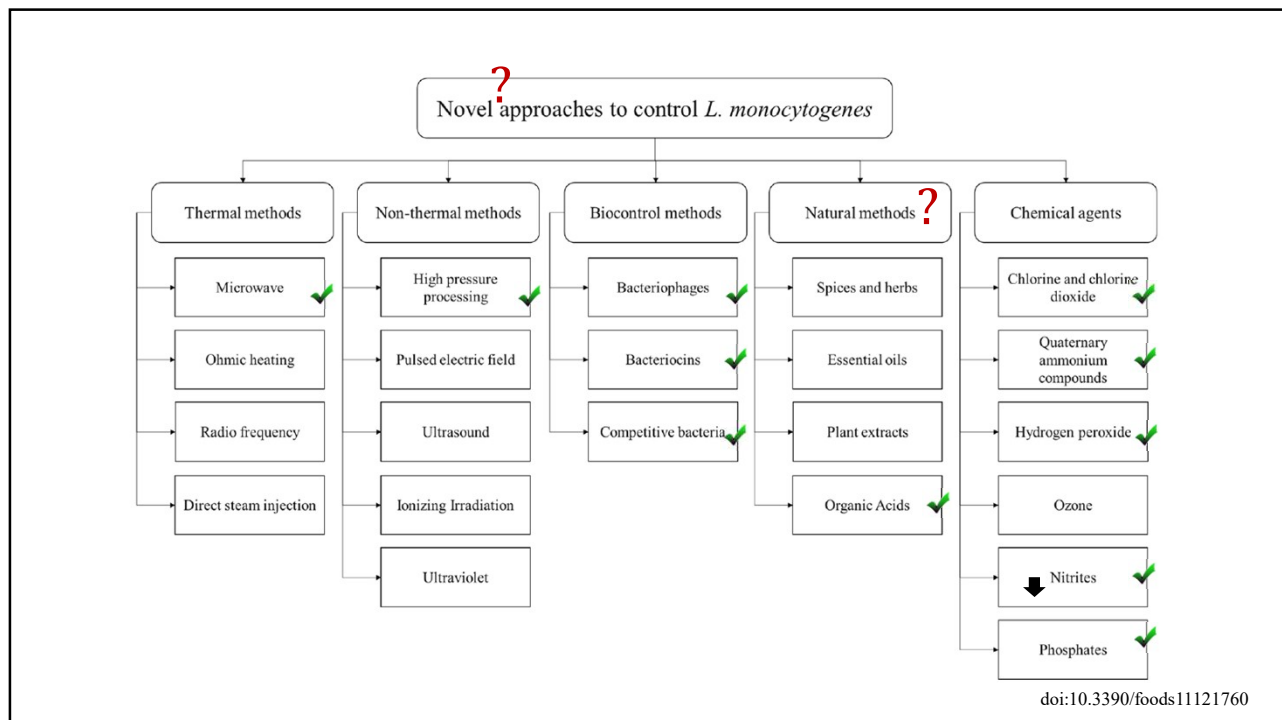 ?
Novel approaches to control L. monocytogenes
Thermal methods
Microwave
Ohmic heating
Radio frequency
Direct steam injection
Non-thermal methods
High pressure
processing
Pulsed electric field
Ultrasound
Ionizing Irradiation
Ultraviolet
Biocontrol methods
Bacteriophages
Bacteriocins
Competitive bacteria
Natural methods ?
Spices and herbs
Essential oils
Plant extracts
Organic Acids
Chemical agents
Chlorine and chlorine
dioxide
Quaternary
ammonium
compounds
Hydrogen peroxide
Ozone
Nitrites
Phosphates
doi:10.3390/foods11121760